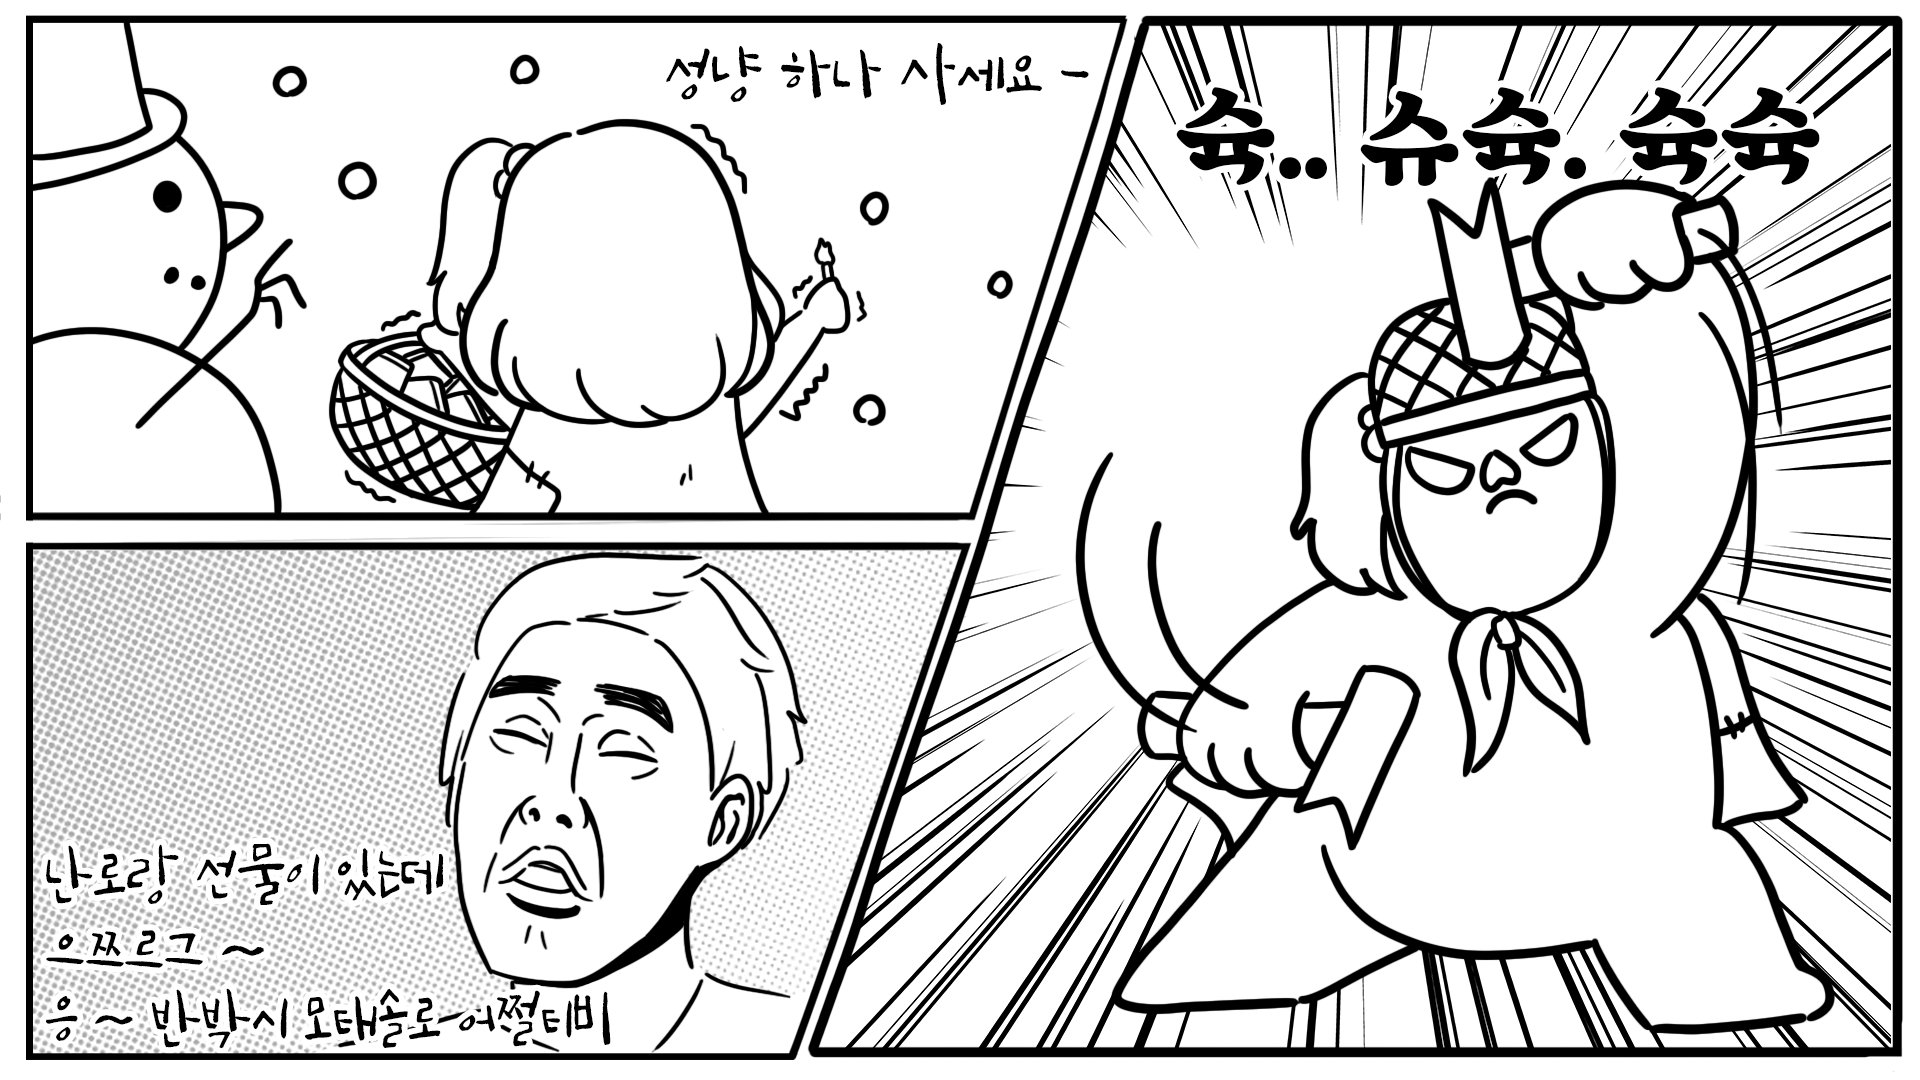 성냥 하나 사세요 -
난로랑 선물이 있는데
으쯔르그 ~
응 ~ 반박시 모태솔로 어쩔티비
슉.. 슈슉. 슉슉